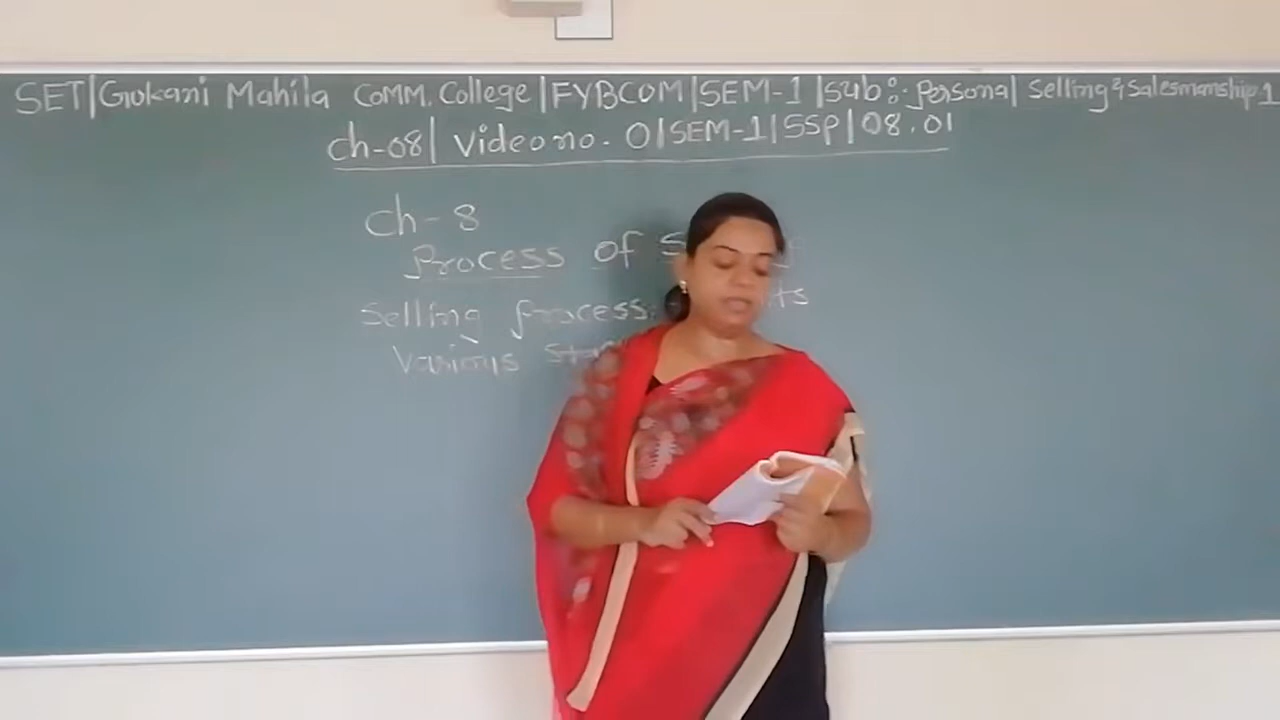 SET|Gokani Mahila Comm. College|FYBCOM|SEM-1|Sub: Personal Selling & Salesmanship 1
Ch-08| Video no. 01|SEM-1|SSP|08.01
Ch-8
Process of
Selling Process:
Various